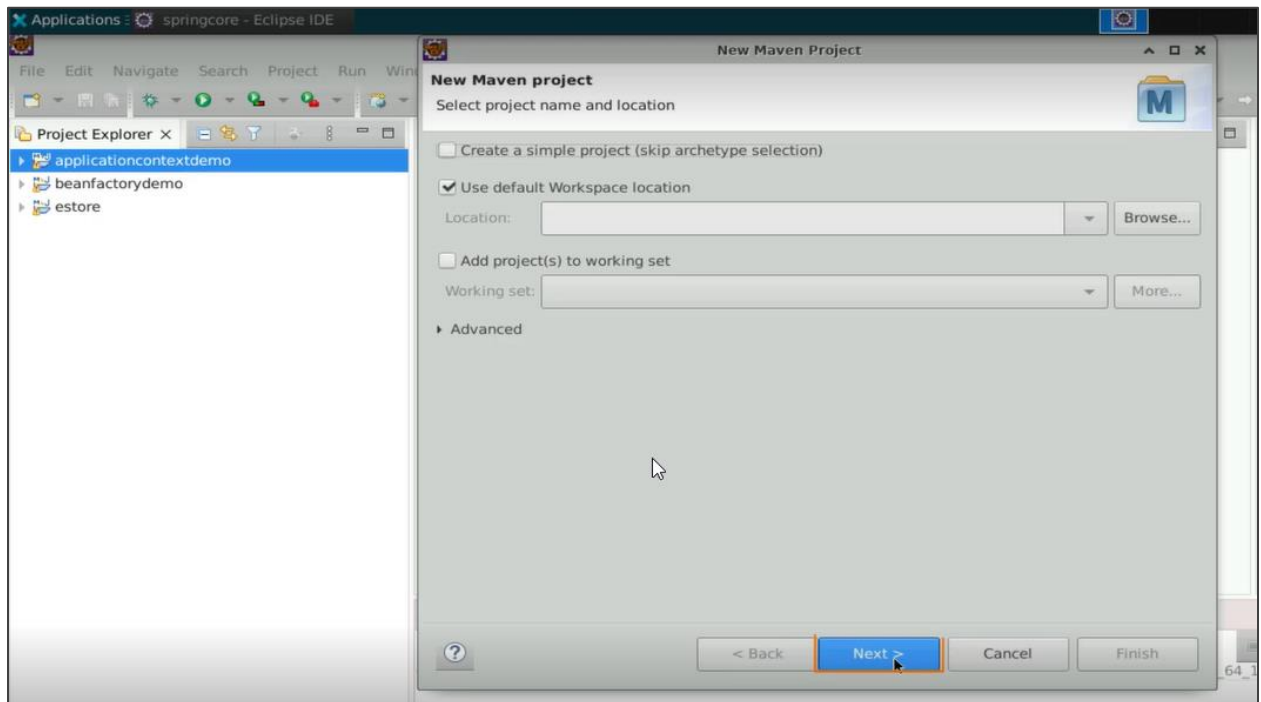 Applications : springcore - Eclipse IDE
New Maven Project
File Edit Navigate Search Project Run
New Maven project
Select project name and location
M
Project Explorer
applicationcontextdemo
beanfactorydemo
estore
Create a simple project (skip archetype selection)
Use default Workspace location
Location: Browse...
Add project(s) to working set
Working set: More...
Advanced
? < Back Next > Cancel Finish
_64_1